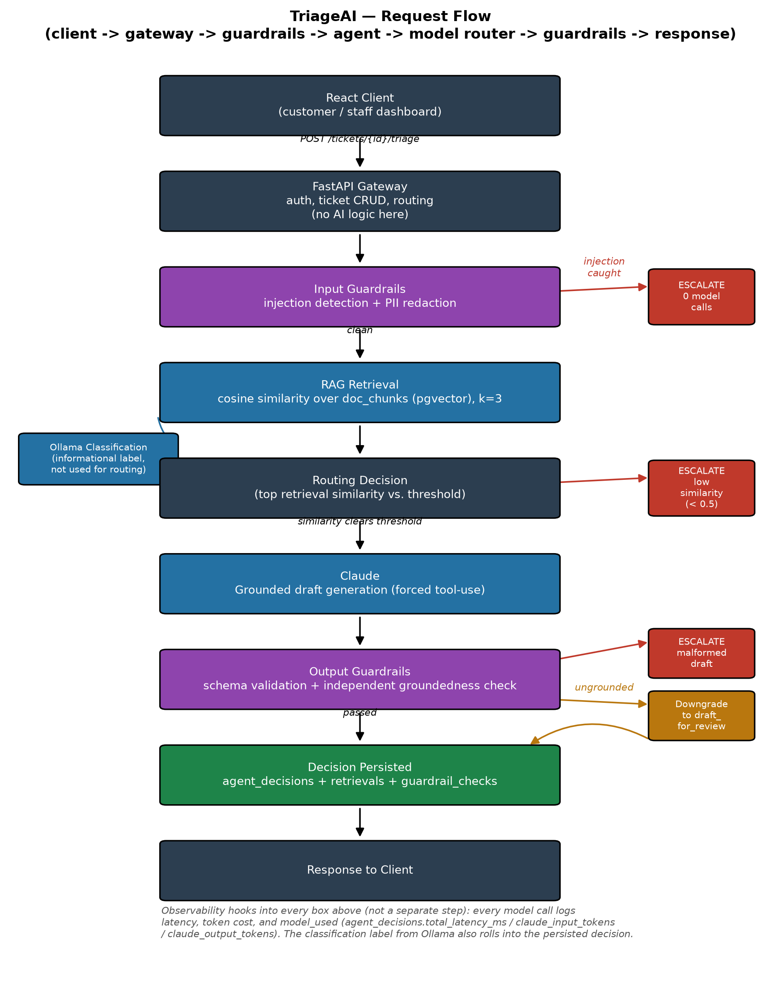 TriageAI — Request Flow
(client -> gateway -> guardrails -> agent -> model router -> guardrails -> response)
React Client
(customer / staff dashboard)
POST /tickets/{id}/triage
FastAPI Gateway
auth, ticket CRUD, routing
(no AI logic here)
Input Guardrails
injection detection + PII redaction
injection
caught
ESCALATE
0 model
calls
clean
RAG Retrieval
cosine similarity over doc_chunks (pgvector), k=3
Ollama Classification
(informational label,
not used for routing)
Routing Decision
(top retrieval similarity vs. threshold)
ESCALATE
low
similarity
(< 0.5)
similarity clears threshold
Claude
Grounded draft generation (forced tool-use)
Output Guardrails
schema validation + independent groundedness check
ESCALATE
malformed
draft
ungrounded
Downgrade
to draft_
for_review
passed
Decision Persisted
agent_decisions + retrievals + guardrail_checks
Response to Client
Observability hooks into every box above (not a separate step): every model call logs
latency, token cost, and model_used (agent_decisions.total_latency_ms / claude_input_tokens
/ claude_output_tokens). The classification label from Ollama also rolls into the persisted decision.